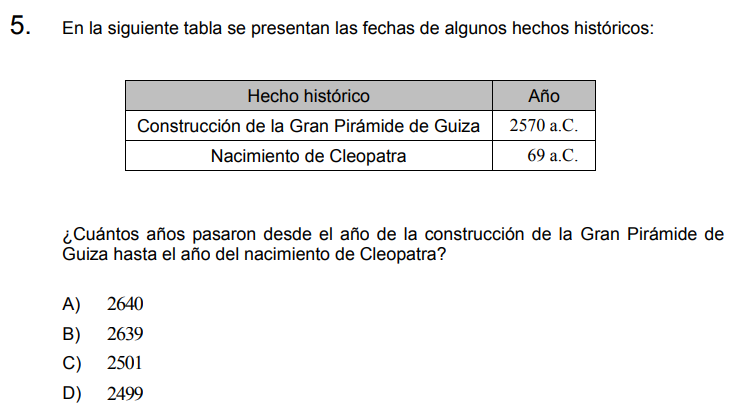 5. En la siguiente tabla se presentan las fechas de algunos hechos históricos:
Hecho histórico Año
Construcción de la Gran Pirámide de Guiza 2570 a.C.
Nacimiento de Cleopatra 69 a.C.
¿Cuántos años pasaron desde el año de la construcción de la Gran Pirámide de
Guiza hasta el año del nacimiento de Cleopatra?
A) 2640
B) 2639
C) 2501
D) 2499